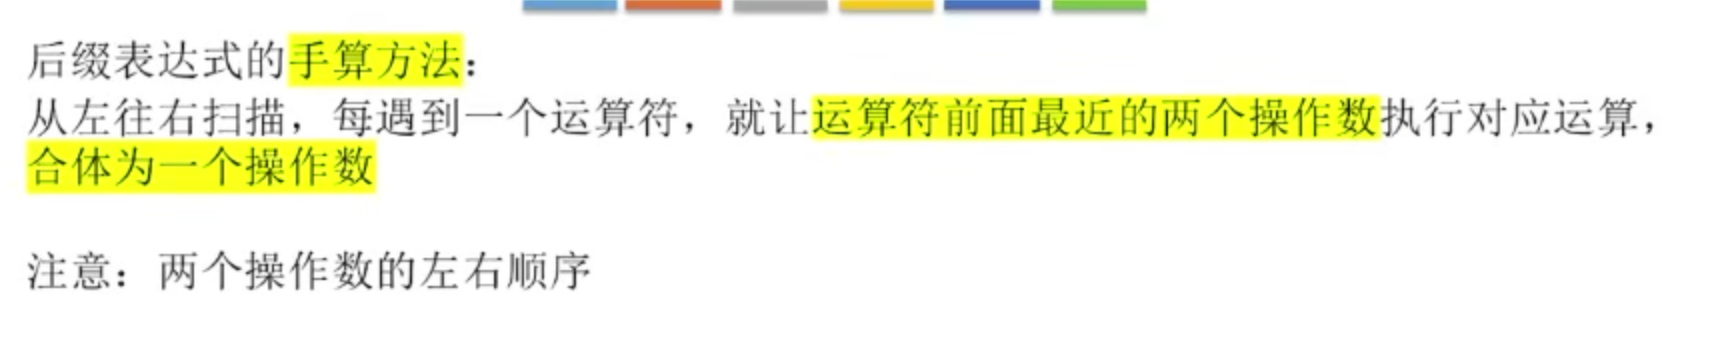 后缀表达式的手算方法：
从左往右扫描，每遇到一个运算符，就让运算符前面最近的两个操作数执行对应运算，
合体为一个操作数
注意：两个操作数的左右顺序